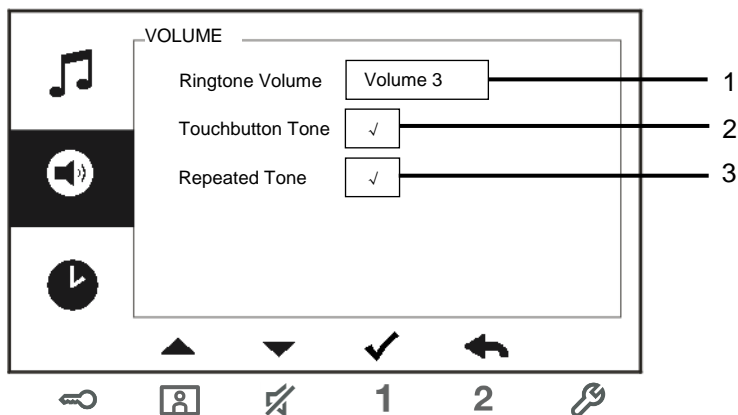 VOLUME
Ringtone Volume Volume 3 1
Touchbutton Tone √ 2
Repeated Tone √ 3
1 2